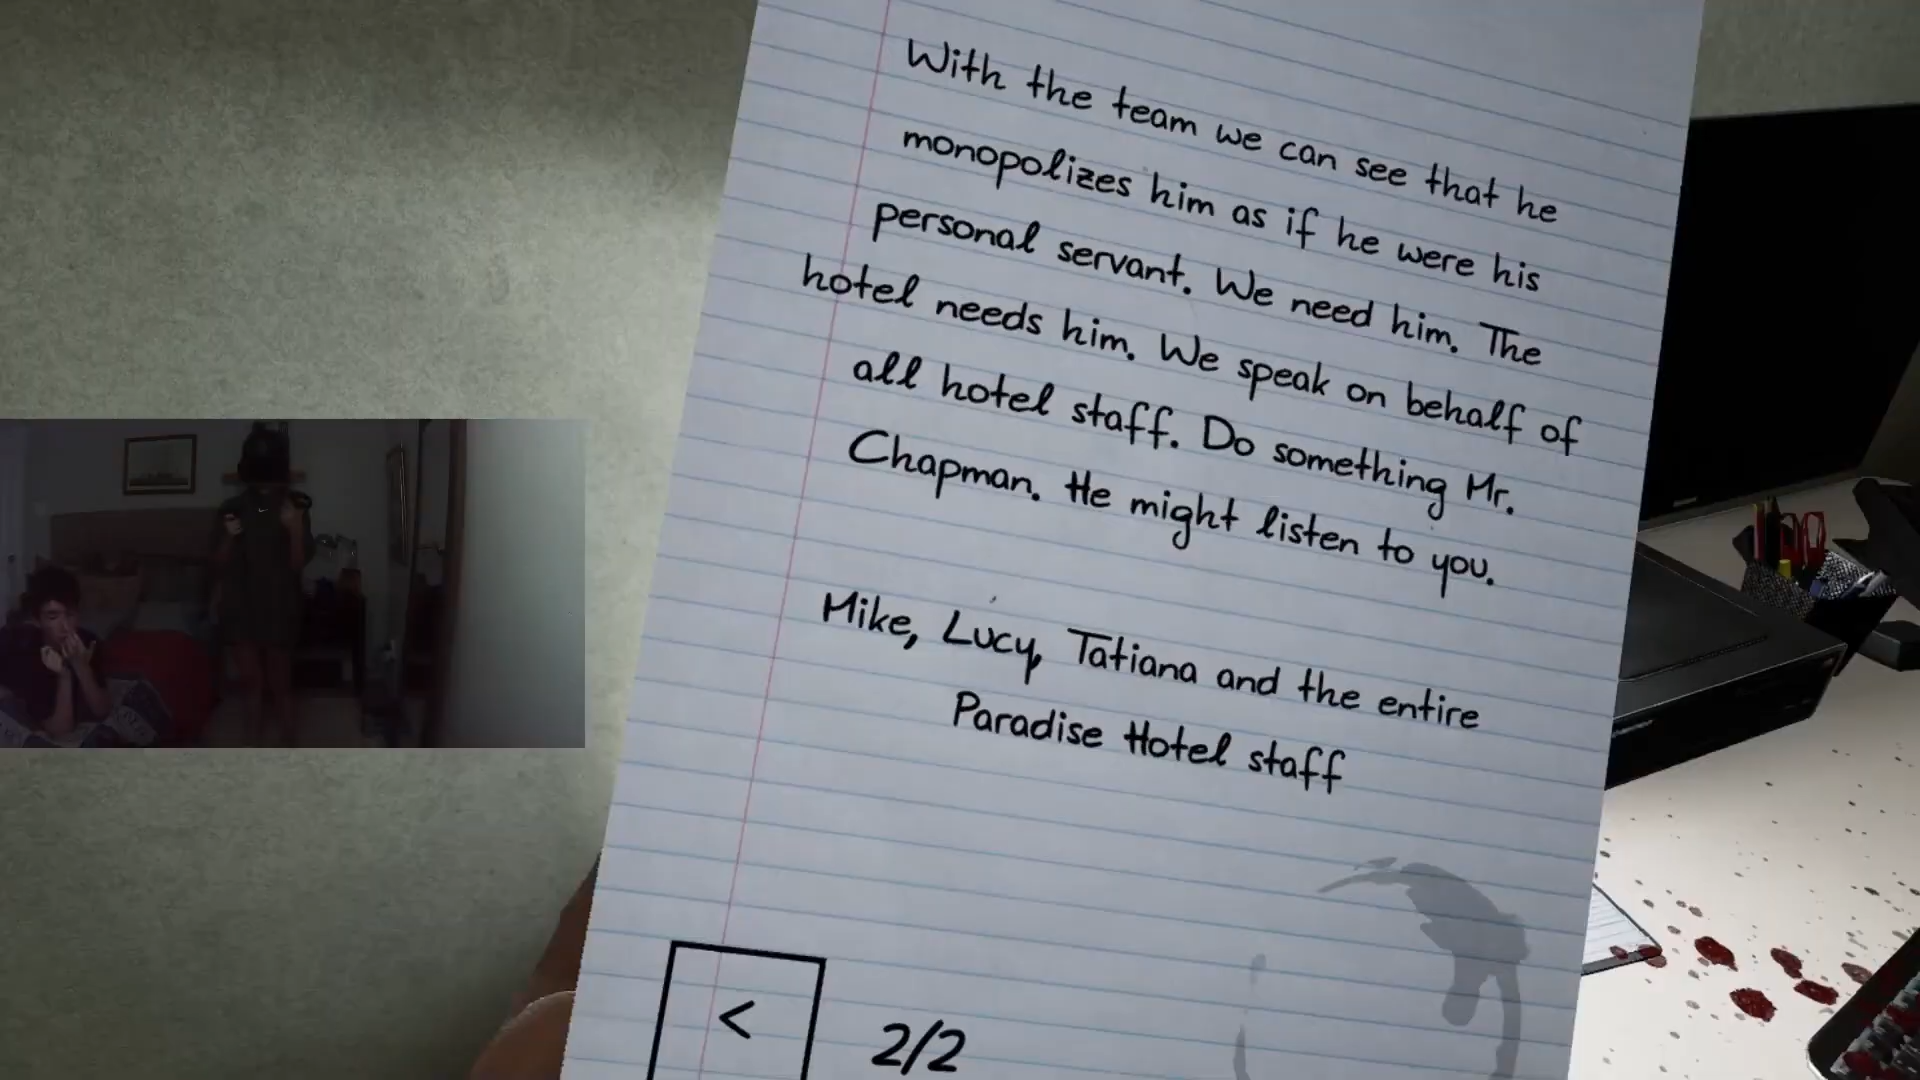 With the team we can see that he
monopolizes him as if he were his
personal servant. We need him. The
hotel needs him. We speak on behalf of
all hotel staff. Do something Mr.
Chapman. He might listen to you.
Mike, Lucy, Tatiana and the entire
Paradise Hotel staff
<
2/2